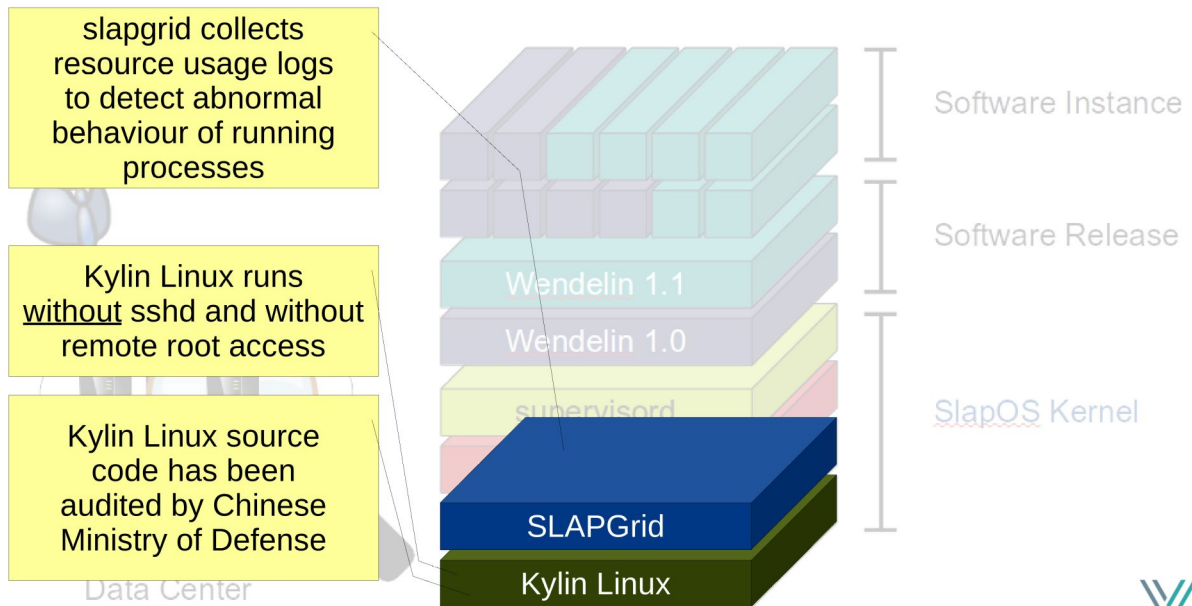 slapgrid collects
resource usage logs
to detect abnormal
behaviour of running
processes
Kylin Linux runs
without sshd and without
remote root access
Kylin Linux source
code has been
audited by Chinese
Ministry of Defense
Data Center
Wendelin 1.1
Wendelin 1.0
supervisord
SLAPGrid
Kylin Linux
Software Instance
Software Release
SlapOS Kernel